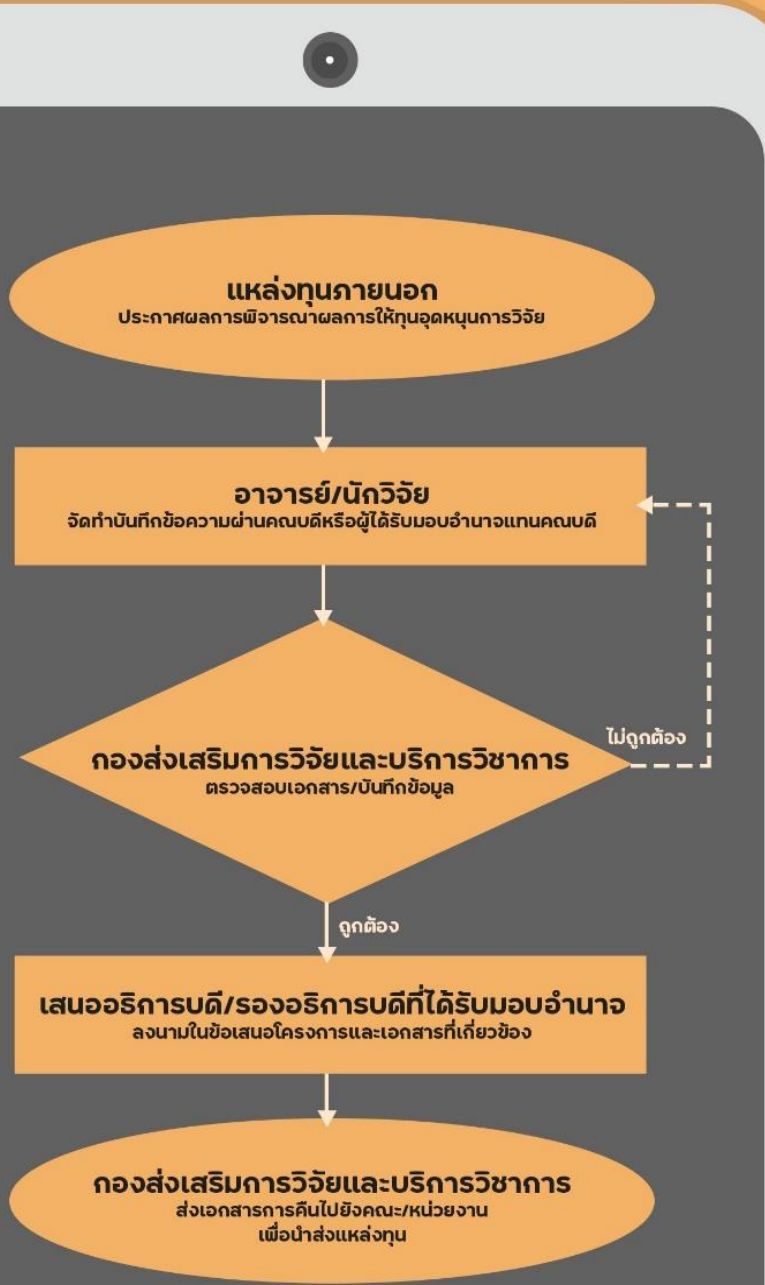 แหล่งทุนภายนอก
ประกาศผลการพิจารณาผลการให้ทุนอุดหนุนการวิจัย
อาจารย์/นักวิจัย
จัดทำบันทึกข้อความผ่านคณบดีหรือผู้ได้รับมอบอำนาจแทนคณบดี
กองส่งเสริมการวิจัยและบริการวิชาการ
ตรวจสอบเอกสาร/บันทึกข้อมูล
ไม่ถูกต้อง
ถูกต้อง
เสนออธิการบดี/รองอธิการบดีที่ได้รับมอบอำนาจ
ลงนามในข้อเสนอโครงการและเอกสารที่เกี่ยวข้อง
กองส่งเสริมการวิจัยและบริการวิชาการ
ส่งเอกสารการคืนไปยังคณะ/หน่วยงาน
เพื่อนำส่งแหล่งทุน